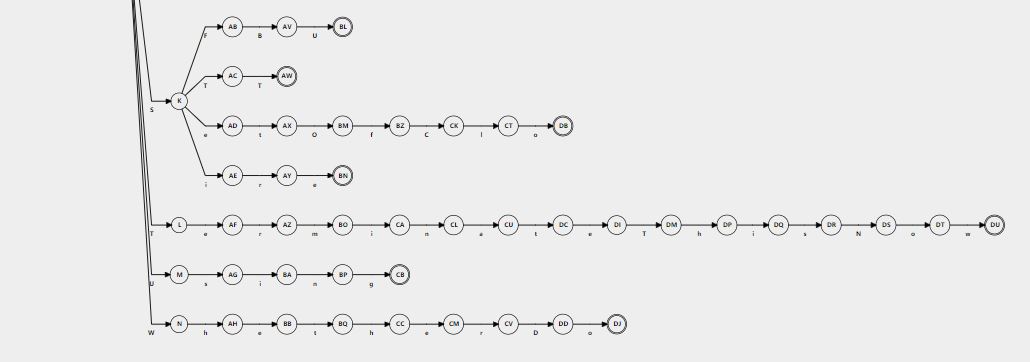 AB AV BL
F B U
AC AW
T T
K
S
AD AX BM BZ CK CT DB
e t O f C l o
AE AY BN
i r e
L AF AZ BO CA CL CU DC DI DM DP DQ DR DS DT DU
T e r m i n a t e T h i s N o w
M AG BA BP CB
U s i n g
N AH BB BQ CC CM CV DD DJ
W h e t h e r D o